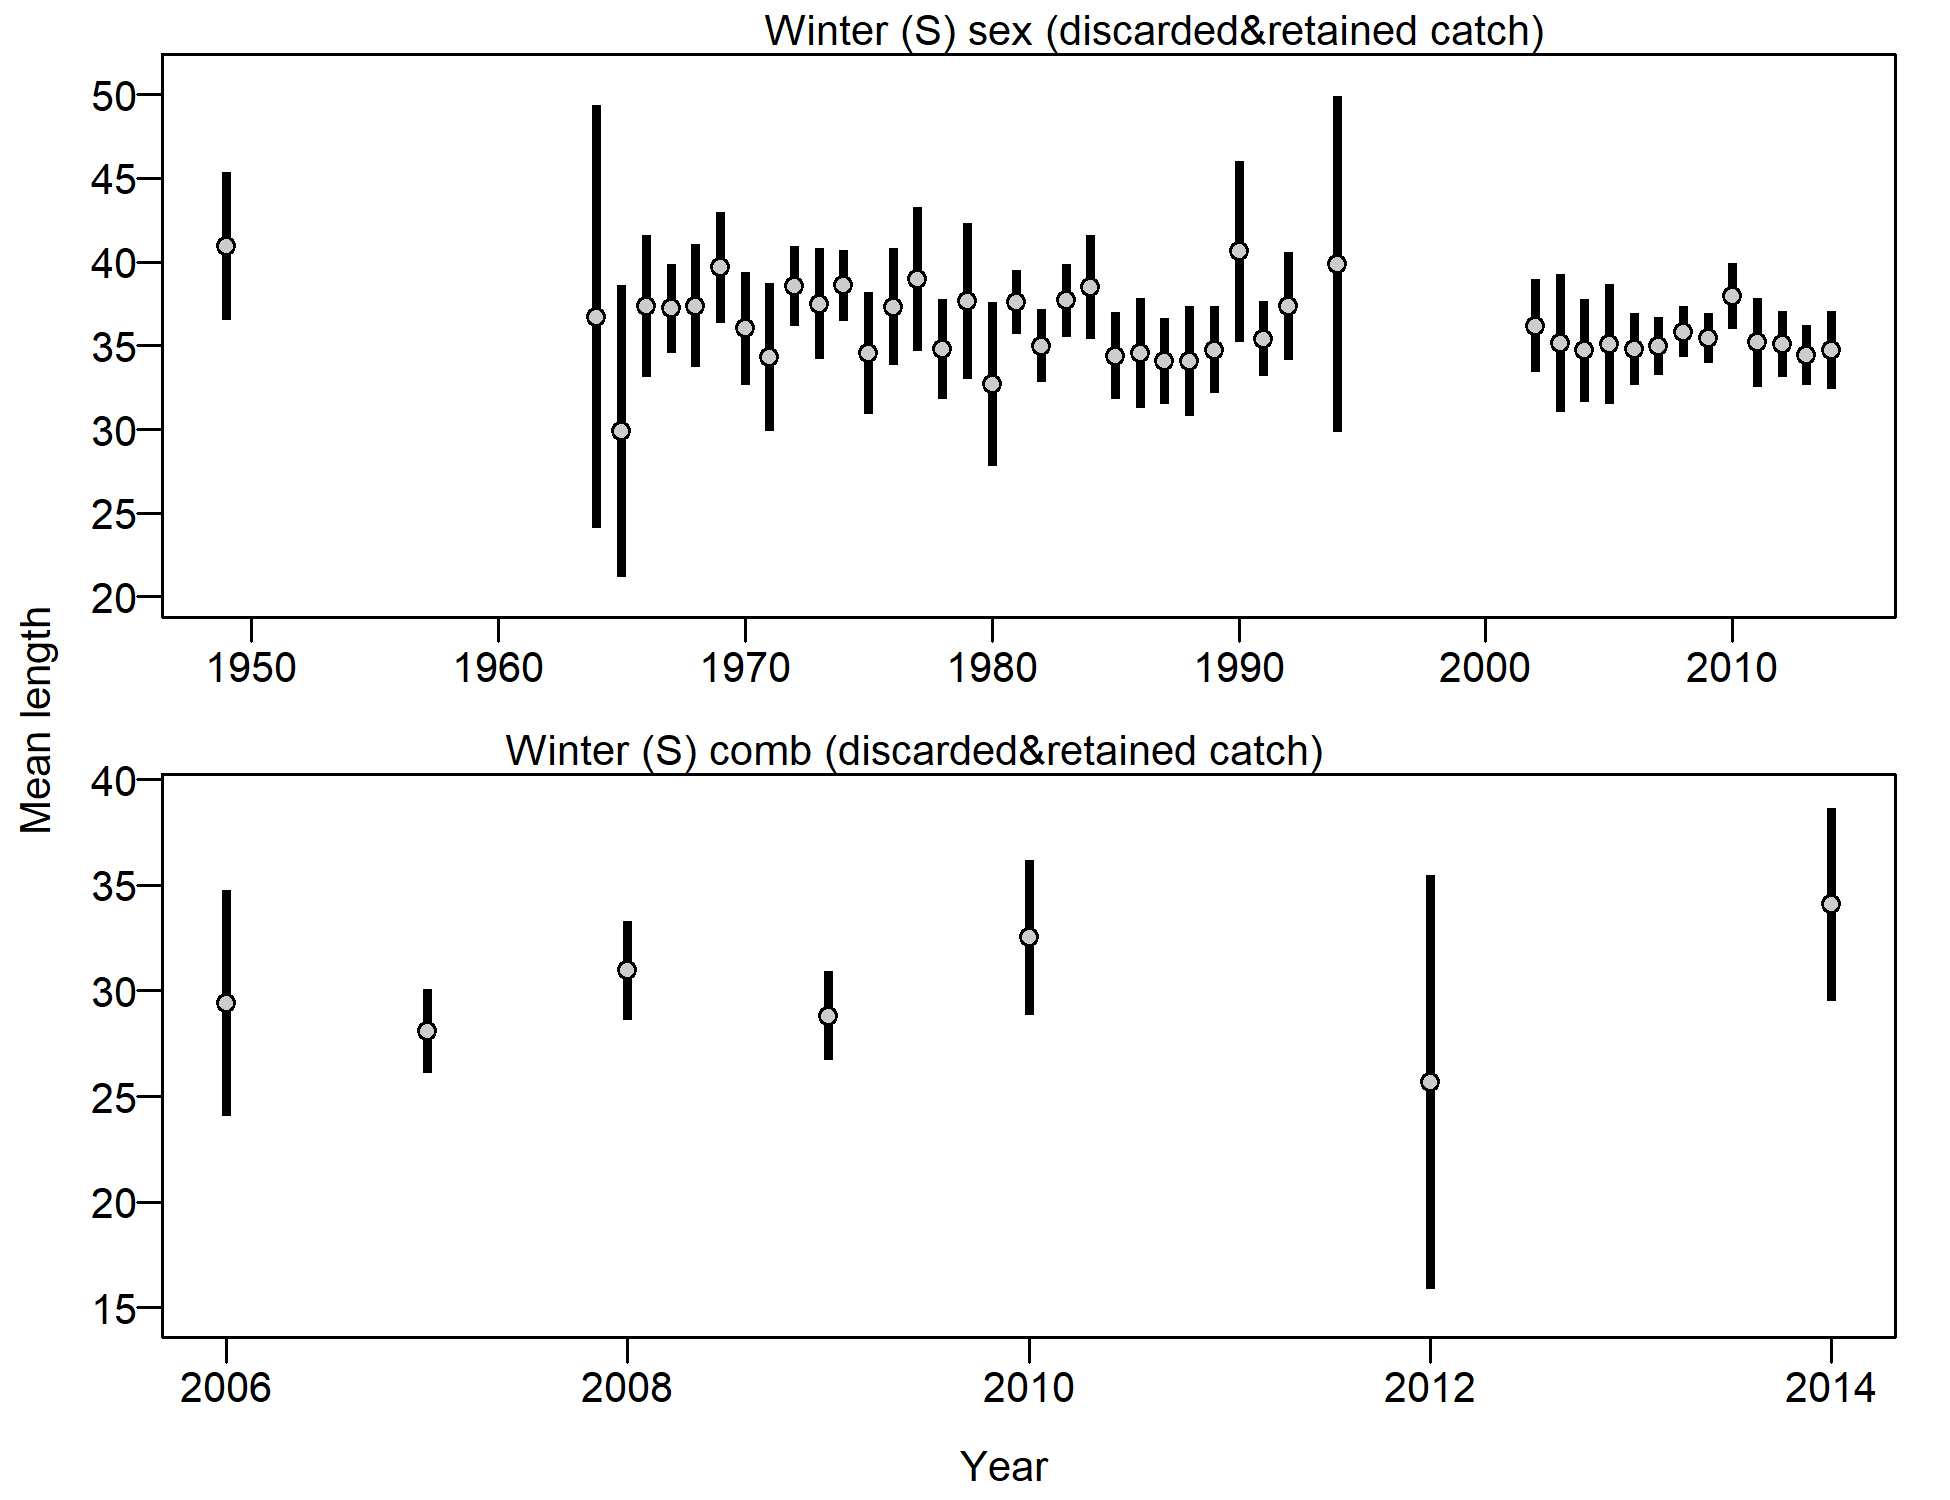 Winter (S) sex (discarded&retained catch)
50
45
40
35
30
25
20
1950 1960 1970 1980 1990 2000 2010
Mean length
Winter (S) comb (discarded&retained catch)
40
35
30
25
20
15
2006 2008 2010 2012 2014
Year